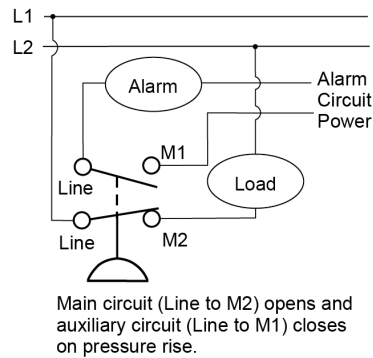 L1
L2
Alarm
Alarm
Circuit
Power
M1
Line
Load
Line
M2
Main circuit (Line to M2) opens and
auxiliary circuit (Line to M1) closes
on pressure rise.